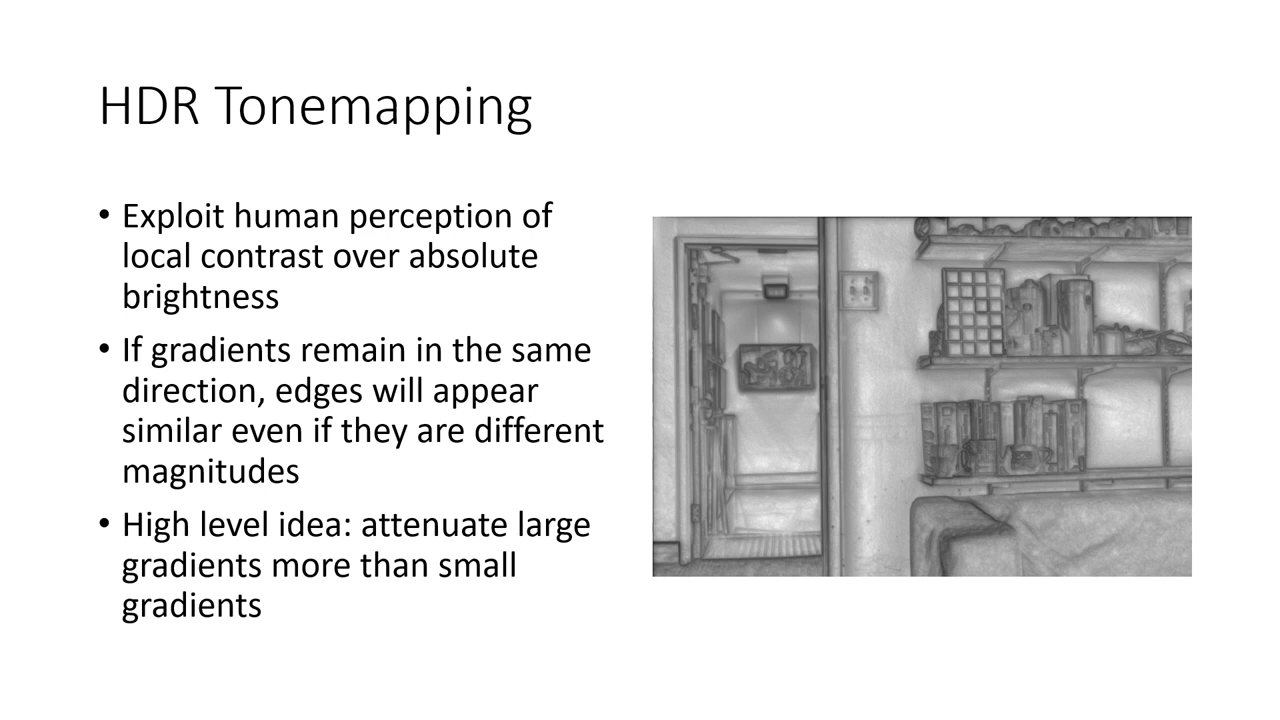 HDR Tonemapping
• Exploit human perception of
local contrast over absolute
brightness
• If gradients remain in the same
direction, edges will appear
similar even if they are different
magnitudes
• High level idea: attenuate large
gradients more than small
gradients